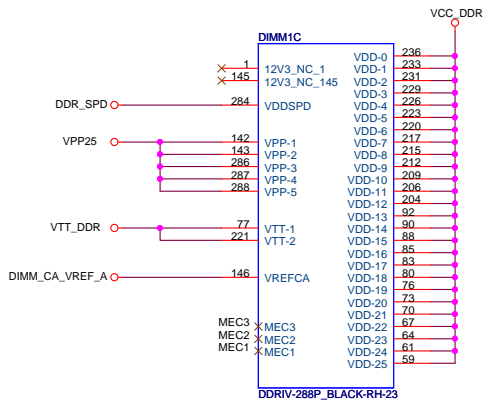 VCC_DDR
DIMM1C
1 12V3_NC_1
145 12V3_NC_145
DDR_SPD 284 VDDSPD
VPP25 142 VPP-1
143 VPP-2
286 VPP-3
287 VPP-4
288 VPP-5
VTT_DDR 77 VTT-1
221 VTT-2
DIMM_CA_VREF_A 146 VREFCA
MEC3 MEC3
MEC2 MEC2
MEC1 MEC1
VDD-0 236
VDD-1 233
VDD-2 231
VDD-3 229
VDD-4 226
VDD-5 223
VDD-6 220
VDD-7 217
VDD-8 215
VDD-9 212
VDD-10 209
VDD-11 206
VDD-12 204
VDD-13 92
VDD-14 90
VDD-15 88
VDD-16 85
VDD-17 83
VDD-18 80
VDD-19 76
VDD-20 73
VDD-21 70
VDD-22 67
VDD-23 64
VDD-24 61
VDD-25 59
DDRIV-288P_BLACK-RH-23